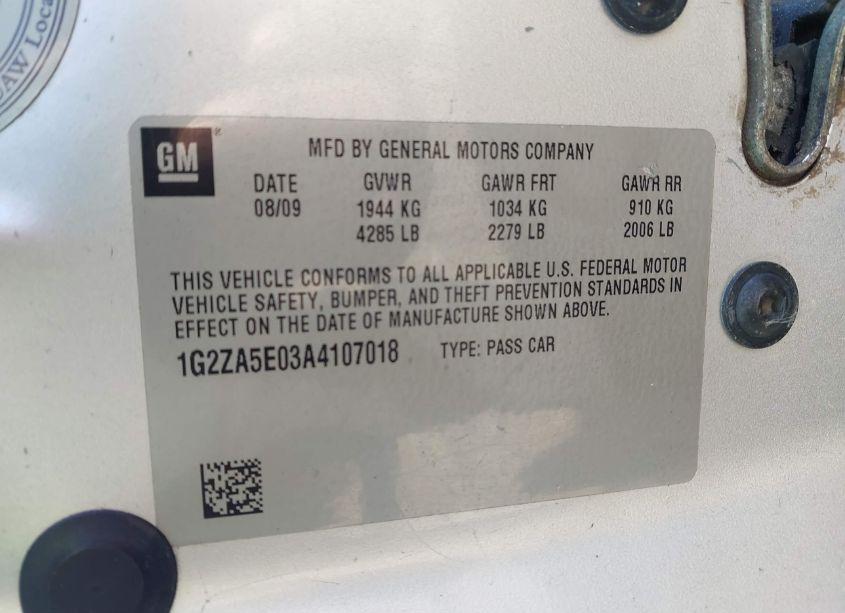 UAW Loca
GM
MFD BY GENERAL MOTORS COMPANY
DATE GVWR GAWR FRT GAWR RR
08/09 1944 KG 1034 KG 910 KG
4285 LB 2279 LB 2006 LB
THIS VEHICLE CONFORMS TO ALL APPLICABLE U.S. FEDERAL MOTOR
VEHICLE SAFETY, BUMPER, AND THEFT PREVENTION STANDARDS IN
EFFECT ON THE DATE OF MANUFACTURE SHOWN ABOVE.
1G2ZA5E03A4107018 TYPE: PASS CAR